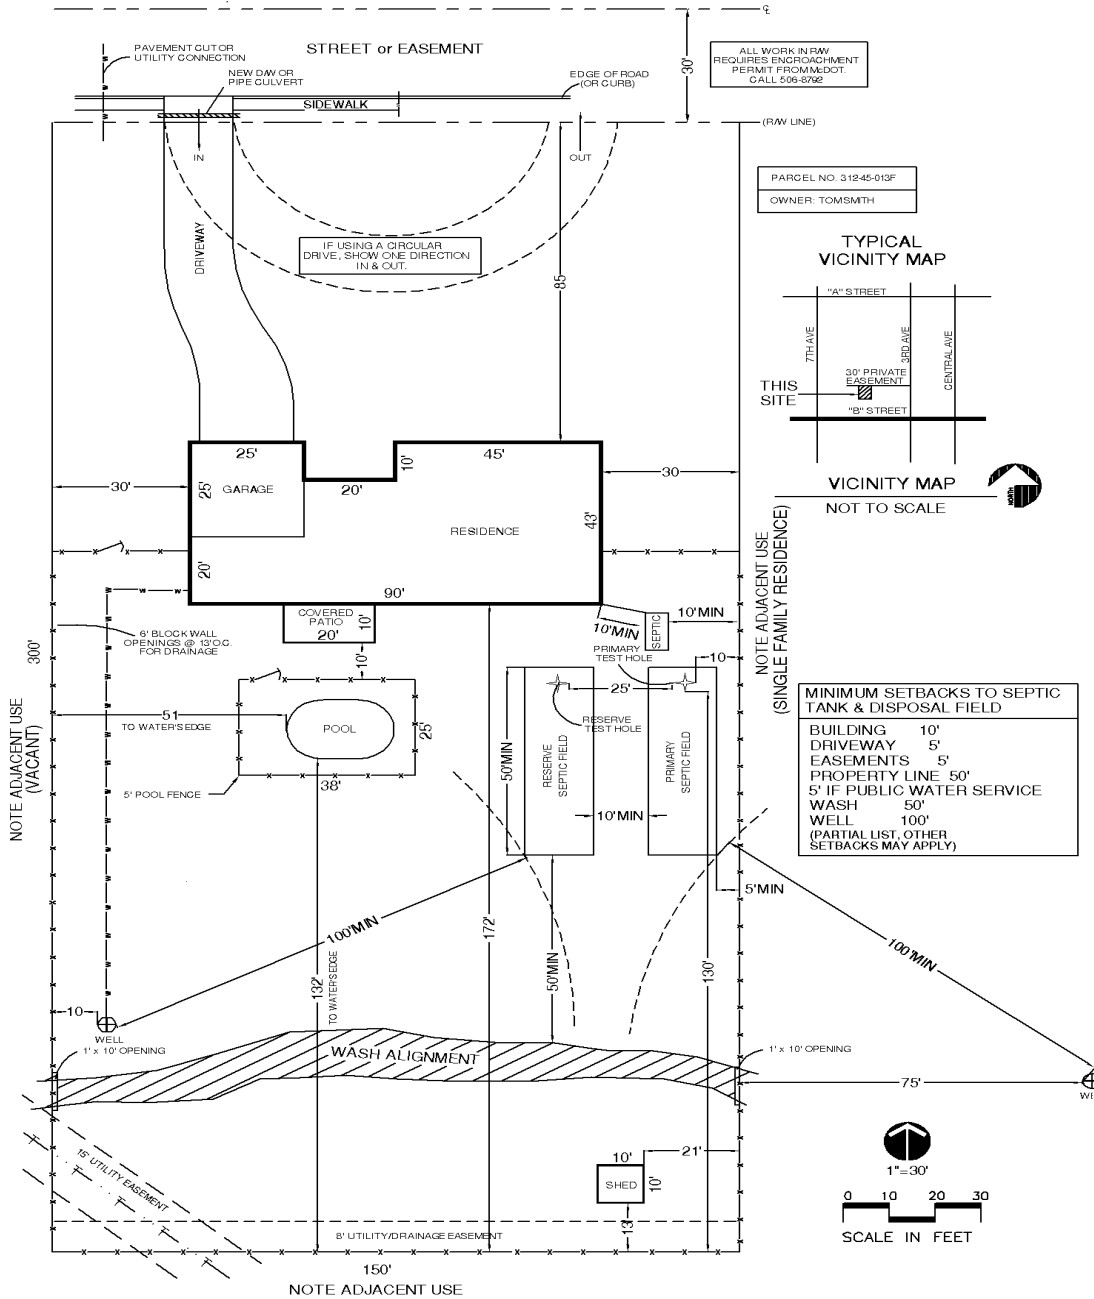 ℄
PAVEMENT CUT OR
UTILITY CONNECTION
STREET or EASEMENT
30'
ALL WORK IN R/W
REQUIRES ENCROACHMENT
PERMIT FROM McDOT.
CALL 506-8792
NEW D/W OR
PIPE CULVERT
EDGE OF ROAD
(OR CURB)
SIDEWALK
(R/W LINE)
IN
OUT
PARCEL NO. 312-45-013F
OWNER: TOM SMITH
DRIVEWAY
IF USING A CIRCULAR
DRIVE, SHOW ONE DIRECTION
IN & OUT.
85'
TYPICAL
VICINITY MAP
"A" STREET
7TH AVE
3RD AVE
CENTRAL AVE
30' PRIVATE
EASEMENT
THIS
SITE
"B" STREET
VICINITY MAP
NOT TO SCALE
NORTH
25'
45'
10'
20'
30'
30
25'
GARAGE
RESIDENCE
43'
20'
90'
COVERED
PATIO
20'
10'
10'
10'MIN
10'MIN
SEPTIC
6' BLOCK WALL
OPENINGS @ 13' O.C.
FOR DRAINAGE
300'
NOTE ADJACENT USE
(VACANT)
NOTE ADJACENT USE
(SINGLE FAMILY RESIDENCE)
PRIMARY
TEST HOLE
10
25'
RESERVE
TEST HOLE
51
TO WATER'S EDGE
POOL
25'
38'
5' POOL FENCE
50'MIN
RESERVE
SEPTIC FIELD
PRIMARY
SEPTIC FIELD
10'MIN
MINIMUM SETBACKS TO SEPTIC
TANK & DISPOSAL FIELD
BUILDING 10'
DRIVEWAY 5'
EASEMENTS 5'
PROPERTY LINE 50'
5' IF PUBLIC WATER SERVICE
WASH 50'
WELL 100'
(PARTIAL LIST, OTHER
SETBACKS MAY APPLY)
5'MIN
100'MIN
172'
50'MIN
130'
100'MIN
132'
TO WATER'S EDGE
10
WELL
1' x 10' OPENING
WASH ALIGNMENT
1' x 10' OPENING
75'
WE
15' UTILITY EASEMENT
10'
21'
SHED
10'
13'
8' UTILITY/DRAINAGE EASEMENT
1"=30'
0 10 20 30
SCALE IN FEET
150'
NOTE ADJACENT USE